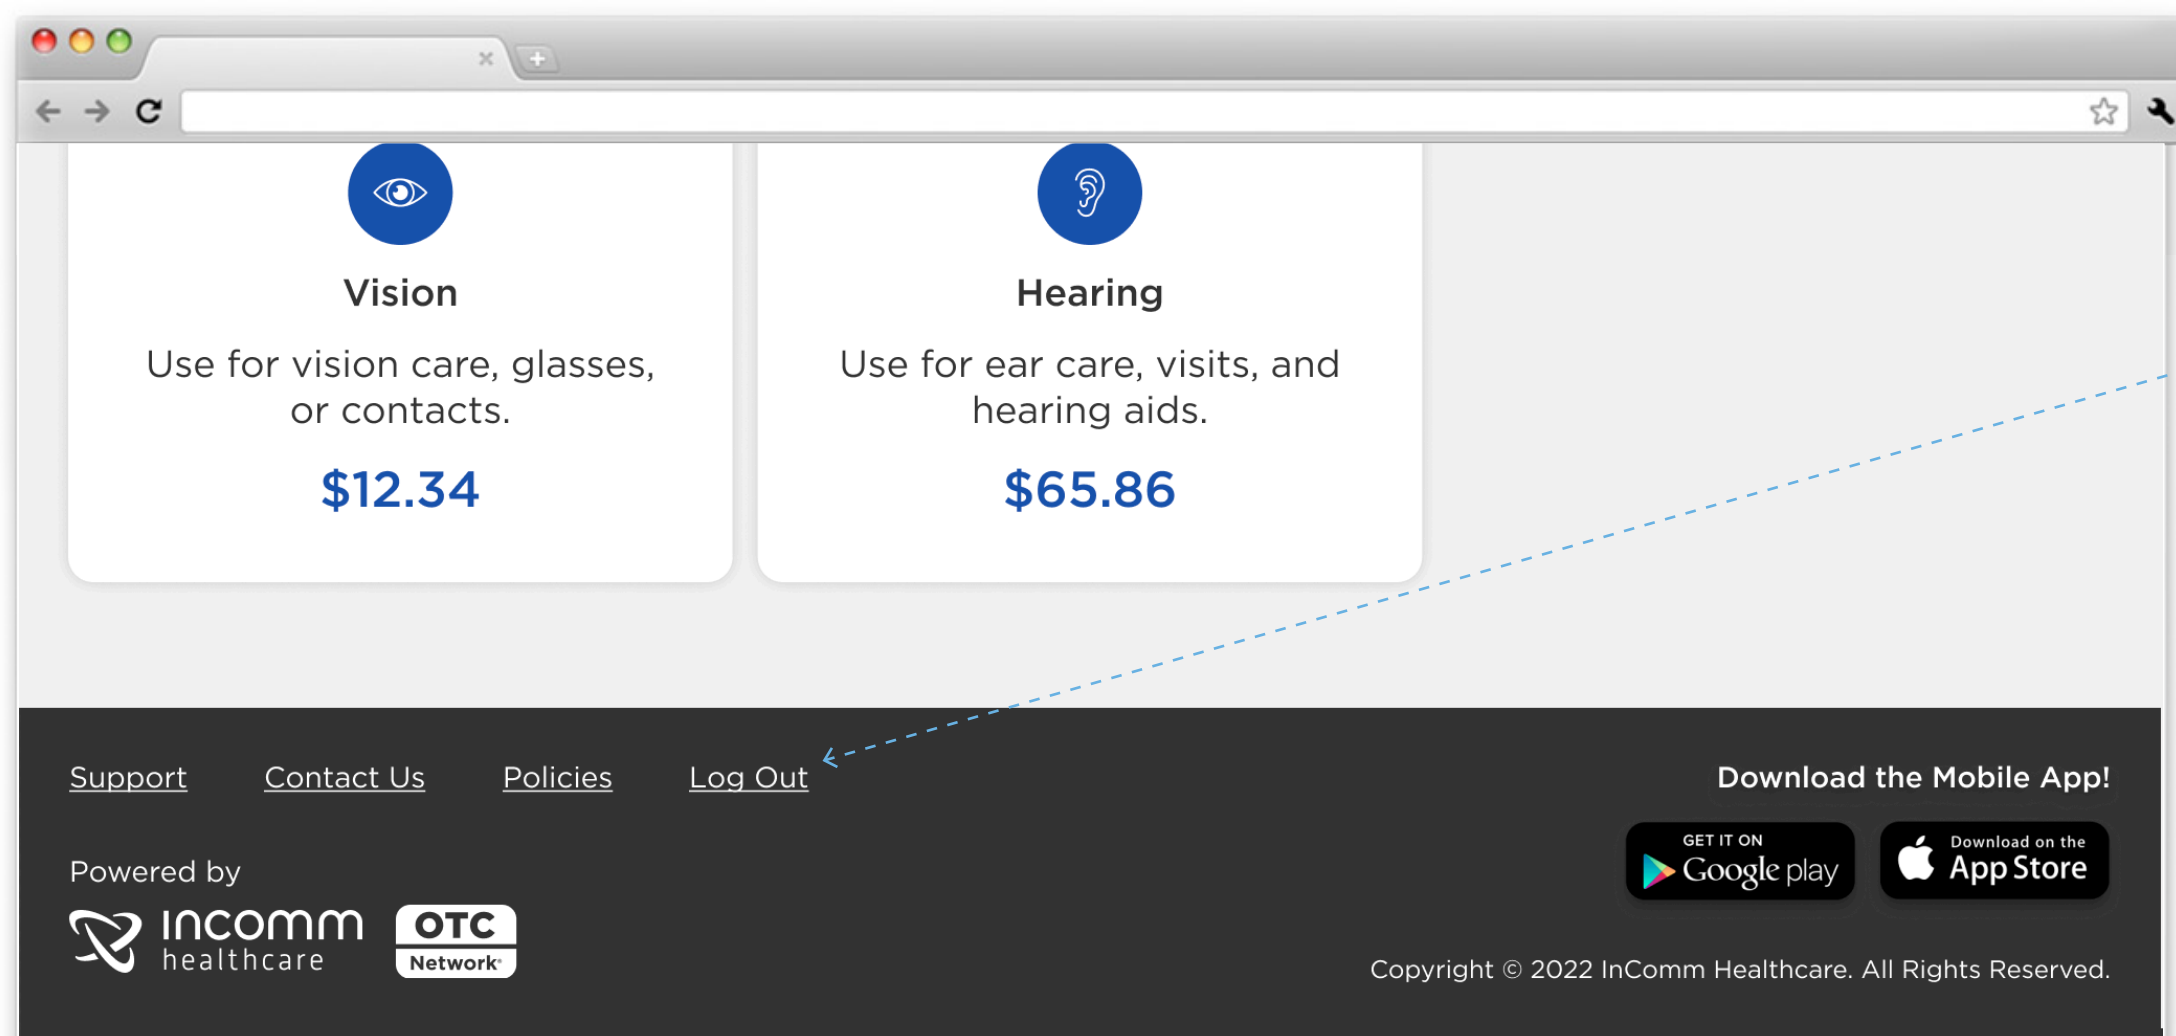 Vision
Use for vision care, glasses,
or contacts.
$12.34
Hearing
Use for ear care, visits, and
hearing aids.
$65.86
Support
Contact Us
Policies
Log Out
Powered by
InComm
healthcare
OTC
Network
Download the Mobile App!
GET IT ON
Google play
Download on the
App Store
Copyright © 2022 InComm Healthcare. All Rights Reserved.